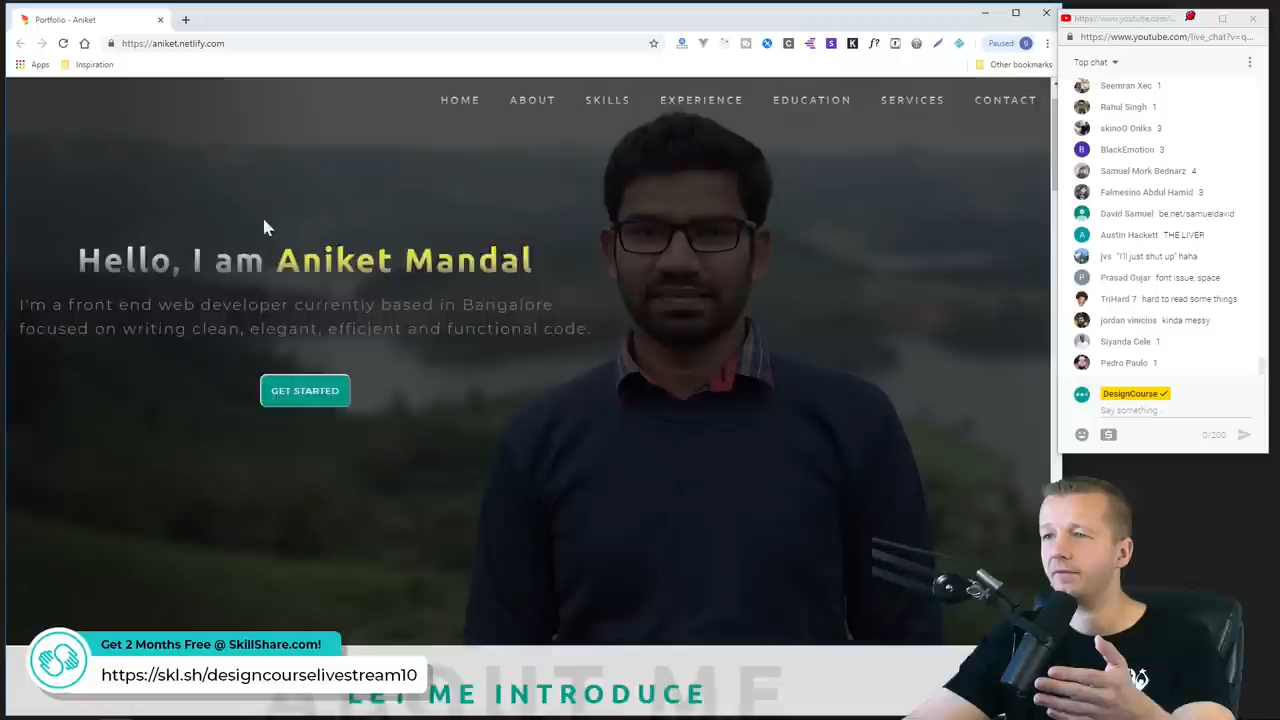 Portfolio - Aniket
https://www.youtube.com/l...
https://aniket.netlify.com
Paused
https://www.youtube.com/live_chat?v=q...
Apps
Inspiration
Other bookmarks
Top chat
HOME ABOUT SKILLS EXPERIENCE EDUCATION SERVICES CONTACT
Hello, I am Aniket Mandal
I'm a front end web developer currently based in Bangalore
focused on writing clean, elegant, efficient and functional code.
GET STARTED
Seemran Xec 1
Rahul Singh 1
skinoO Oniks 3
BlackEmotion 3
Samuel Mork Bednarz 4
Falmesino Abdul Hamid 3
David Samuel be.net/samueldavid
Austin Hackett THE LIVER
jvs "I'll just shut up" haha
Prasad Gujar font issue, space
TriHard 7 hard to read some things
jordan vinicius kinda messy
Siyanda Cele 1
Pedro Paulo 1
DesignCourse
Say something...
0/200
Get 2 Months Free @ SkillShare.com!
https://skl.sh/designcourselivestream10
ABOUT ME
LET ME INTRODUCE